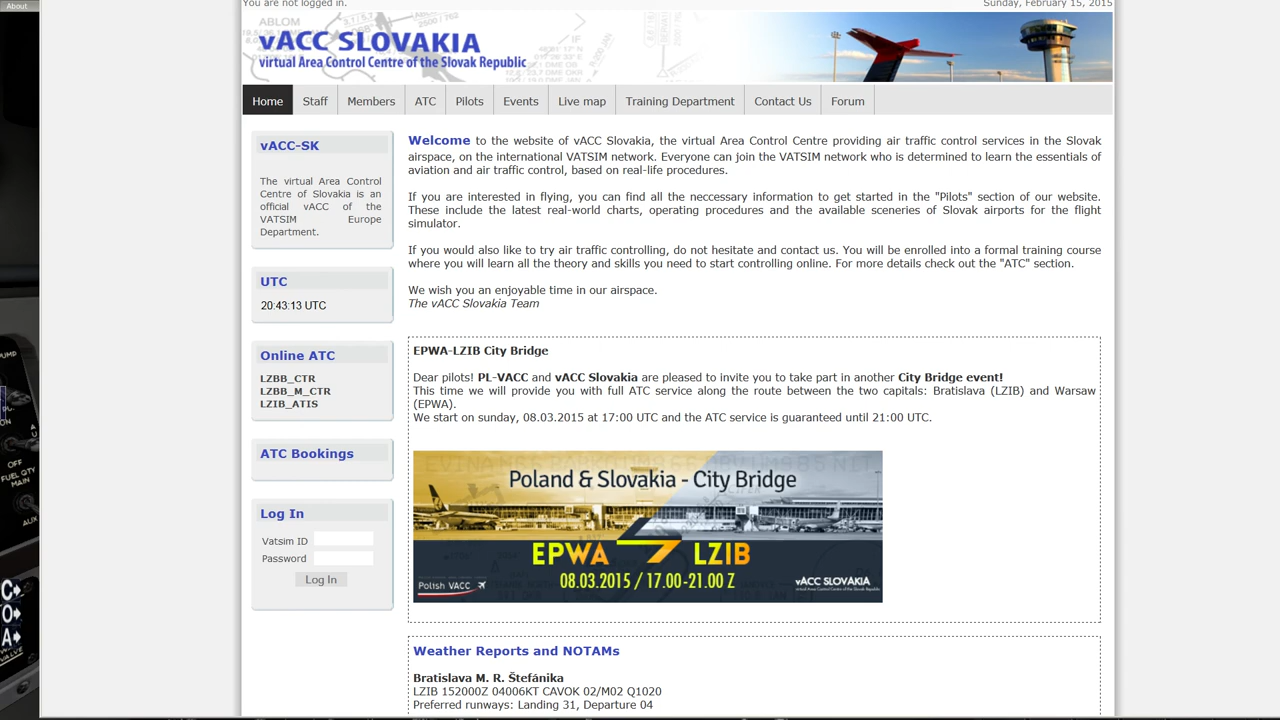 About
You are not logged in.
Sunday, February 15, 2015
ABLOM
vACC SLOVAKIA
virtual Area Control Centre of the Slovak Republic
Home
Staff
Members
ATC
Pilots
Events
Live map
Training Department
Contact Us
Forum
vACC-SK
The virtual Area Control
Centre of Slovakia is an
official vACC of the
VATSIM Europe
Department.
UTC
20:43:13 UTC
Online ATC
LZBB_CTR
LZBB_M_CTR
LZIB_ATIS
ATC Bookings
Log In
Vatsim ID
Password
Log In
Welcome to the website of vACC Slovakia, the virtual Area Control Centre providing air traffic control services in the Slovak
airspace, on the international VATSIM network. Everyone can join the VATSIM network who is determined to learn the essentials of
aviation and air traffic control, based on real-life procedures.
If you are interested in flying, you can find all the neccessary information to get started in the "Pilots" section of our website.
These include the latest real-world charts, operating procedures and the available sceneries of Slovak airports for the flight
simulator.
If you would also like to try air traffic controlling, do not hesitate and contact us. You will be enrolled into a formal training course
where you will learn all the theory and skills you need to start controlling online. For more details check out the "ATC" section.
We wish you an enjoyable time in our airspace.
The vACC Slovakia Team
EPWA-LZIB City Bridge
Dear pilots! PL-VACC and vACC Slovakia are pleased to invite you to take part in another City Bridge event!
This time we will provide you with full ATC service along the route between the two capitals: Bratislava (LZIB) and Warsaw
(EPWA).
We start on sunday, 08.03.2015 at 17:00 UTC and the ATC service is guaranteed until 21:00 UTC.
Poland & Slovakia - City Bridge
EPWA LZIB
08.03.2015 / 17.00-21.00 Z
Polish VACC
vACC SLOVAKIA
virtual Area Control Centre of the Slovak Republic
Weather Reports and NOTAMs
Bratislava M. R. Štefánika
LZIB 152000Z 04006KT CAVOK 02/M02 Q1020
Preferred runways: Landing 31, Departure 04
OFF
FUEL QTY
MAIN
AUX